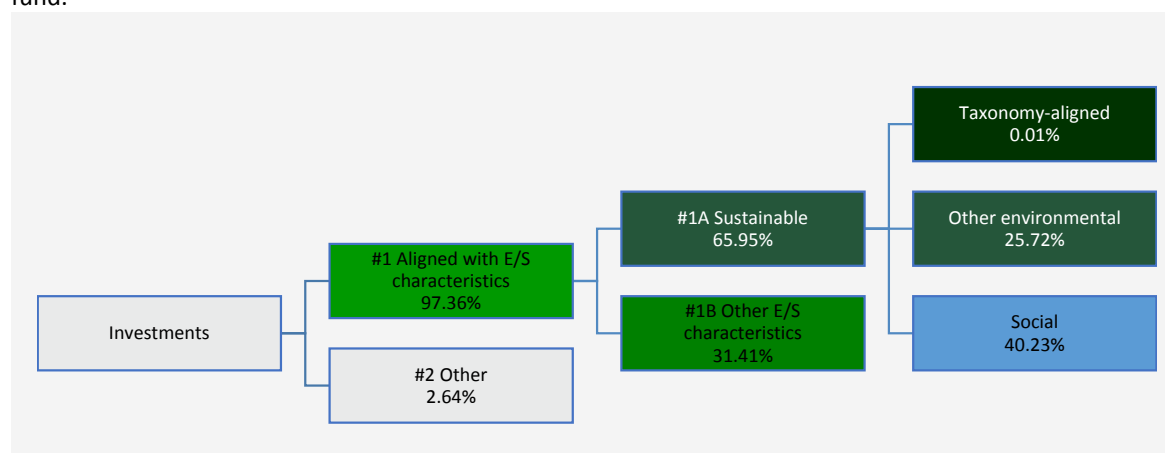 fund.
Taxonomy-aligned
0.01%
#1A Sustainable
65.95%
Other environmental
25.72%
#1 Aligned with E/S
characteristics
97.36%
Investments
#1B Other E/S
characteristics
31.41%
Social
40.23%
#2 Other
2.64%